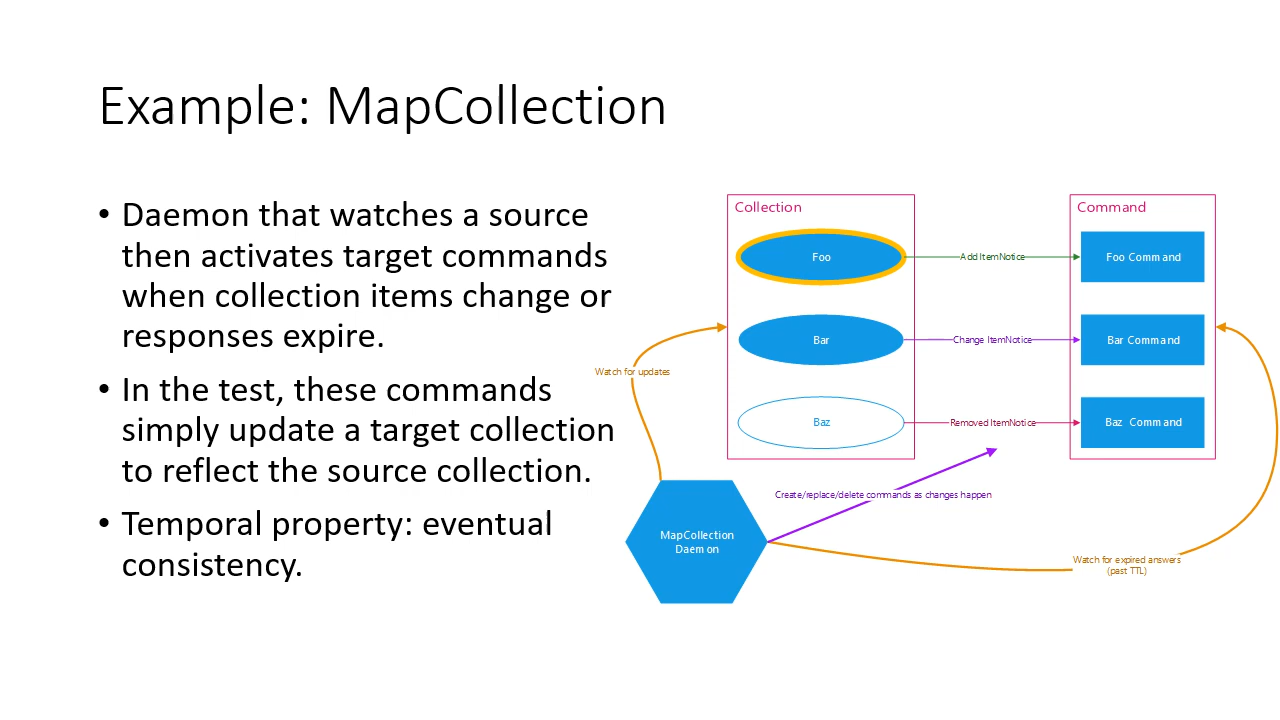 Example: MapCollection
• Daemon that watches a source
then activates target commands
when collection items change or
responses expire.
• In the test, these commands
simply update a target collection
to reflect the source collection.
• Temporal property: eventual
consistency.
Collection
Command
Foo
Add ItemNotice
Foo Command
Bar
Change ItemNotice
Bar Command
Watch for updates
Baz
Removed ItemNotice
Baz Command
Create/replace/delete commands as changes happen
MapCollection
Daemon
Watch for expired answers
(past TTL)